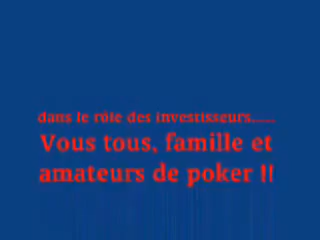 dans le rôle des investisseurs......
Vous tous, famille et
amateurs de poker !!